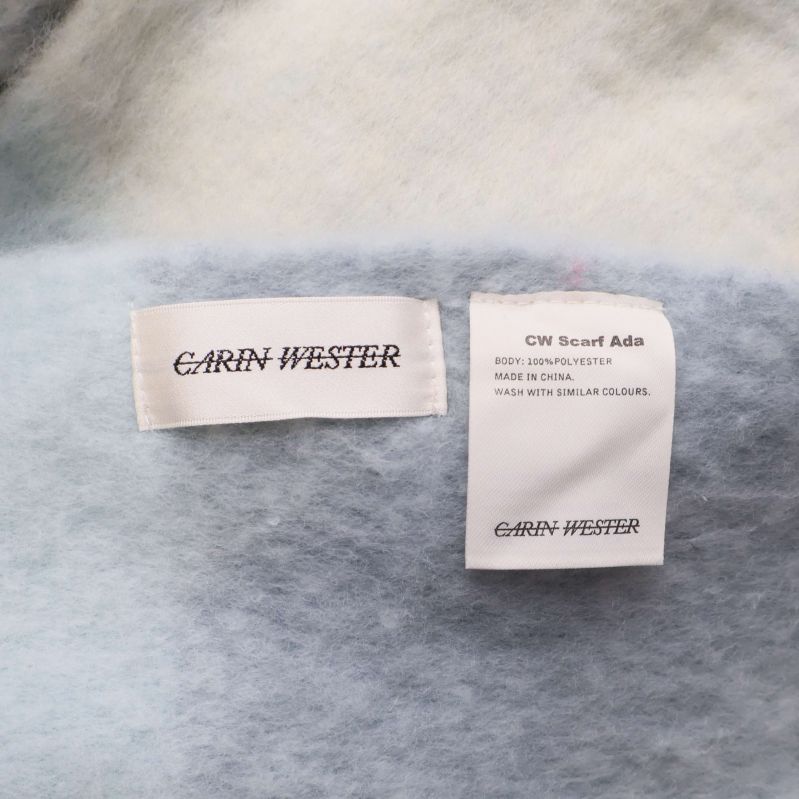 CARIN WESTER
CW Scarf Ada
BODY: 100%POLYESTER
MADE IN CHINA.
WASH WITH SIMILAR COLOURS.
CARIN WESTER